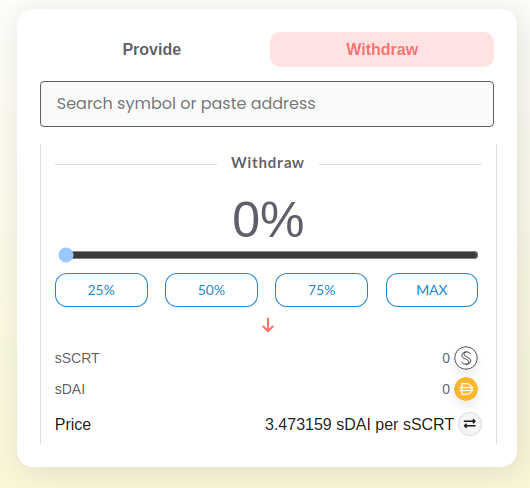 Provide Withdraw
Search symbol or paste address
Withdraw
0%
25% 50% 75% MAX
sSCRT 0
sDAI 0
Price 3.473159 sDAI per sSCRT